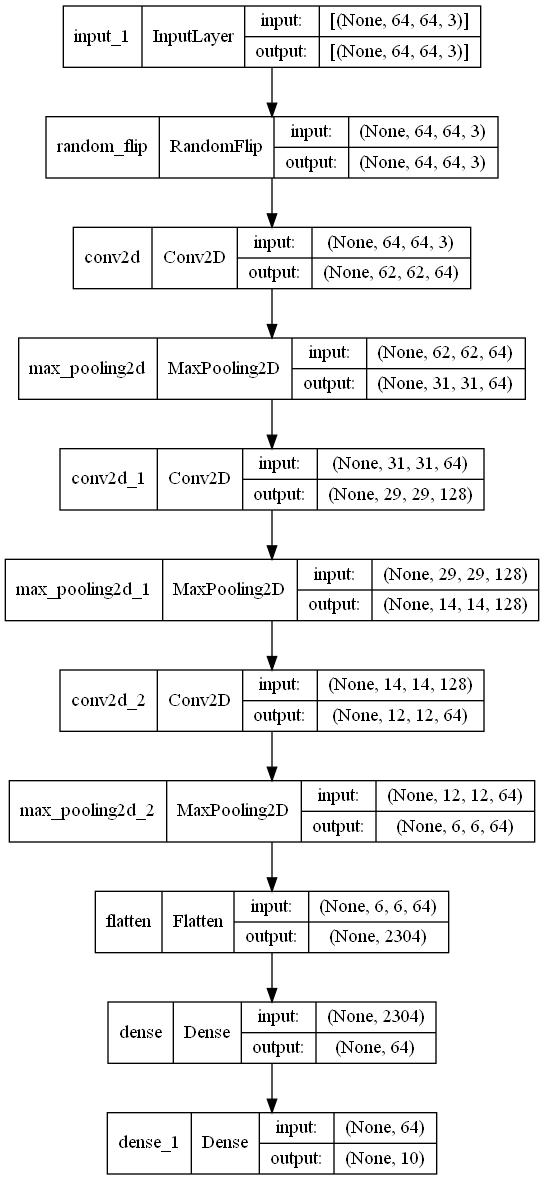 input_1 InputLayer input: [(None, 64, 64, 3)]
output: [(None, 64, 64, 3)]
random_flip RandomFlip input: (None, 64, 64, 3)
output: (None, 64, 64, 3)
conv2d Conv2D input: (None, 64, 64, 3)
output: (None, 62, 62, 64)
max_pooling2d MaxPooling2D input: (None, 62, 62, 64)
output: (None, 31, 31, 64)
conv2d_1 Conv2D input: (None, 31, 31, 64)
output: (None, 29, 29, 128)
max_pooling2d_1 MaxPooling2D input: (None, 29, 29, 128)
output: (None, 14, 14, 128)
conv2d_2 Conv2D input: (None, 14, 14, 128)
output: (None, 12, 12, 64)
max_pooling2d_2 MaxPooling2D input: (None, 12, 12, 64)
output: (None, 6, 6, 64)
flatten Flatten input: (None, 6, 6, 64)
output: (None, 2304)
dense Dense input: (None, 2304)
output: (None, 64)
dense_1 Dense input: (None, 64)
output: (None, 10)